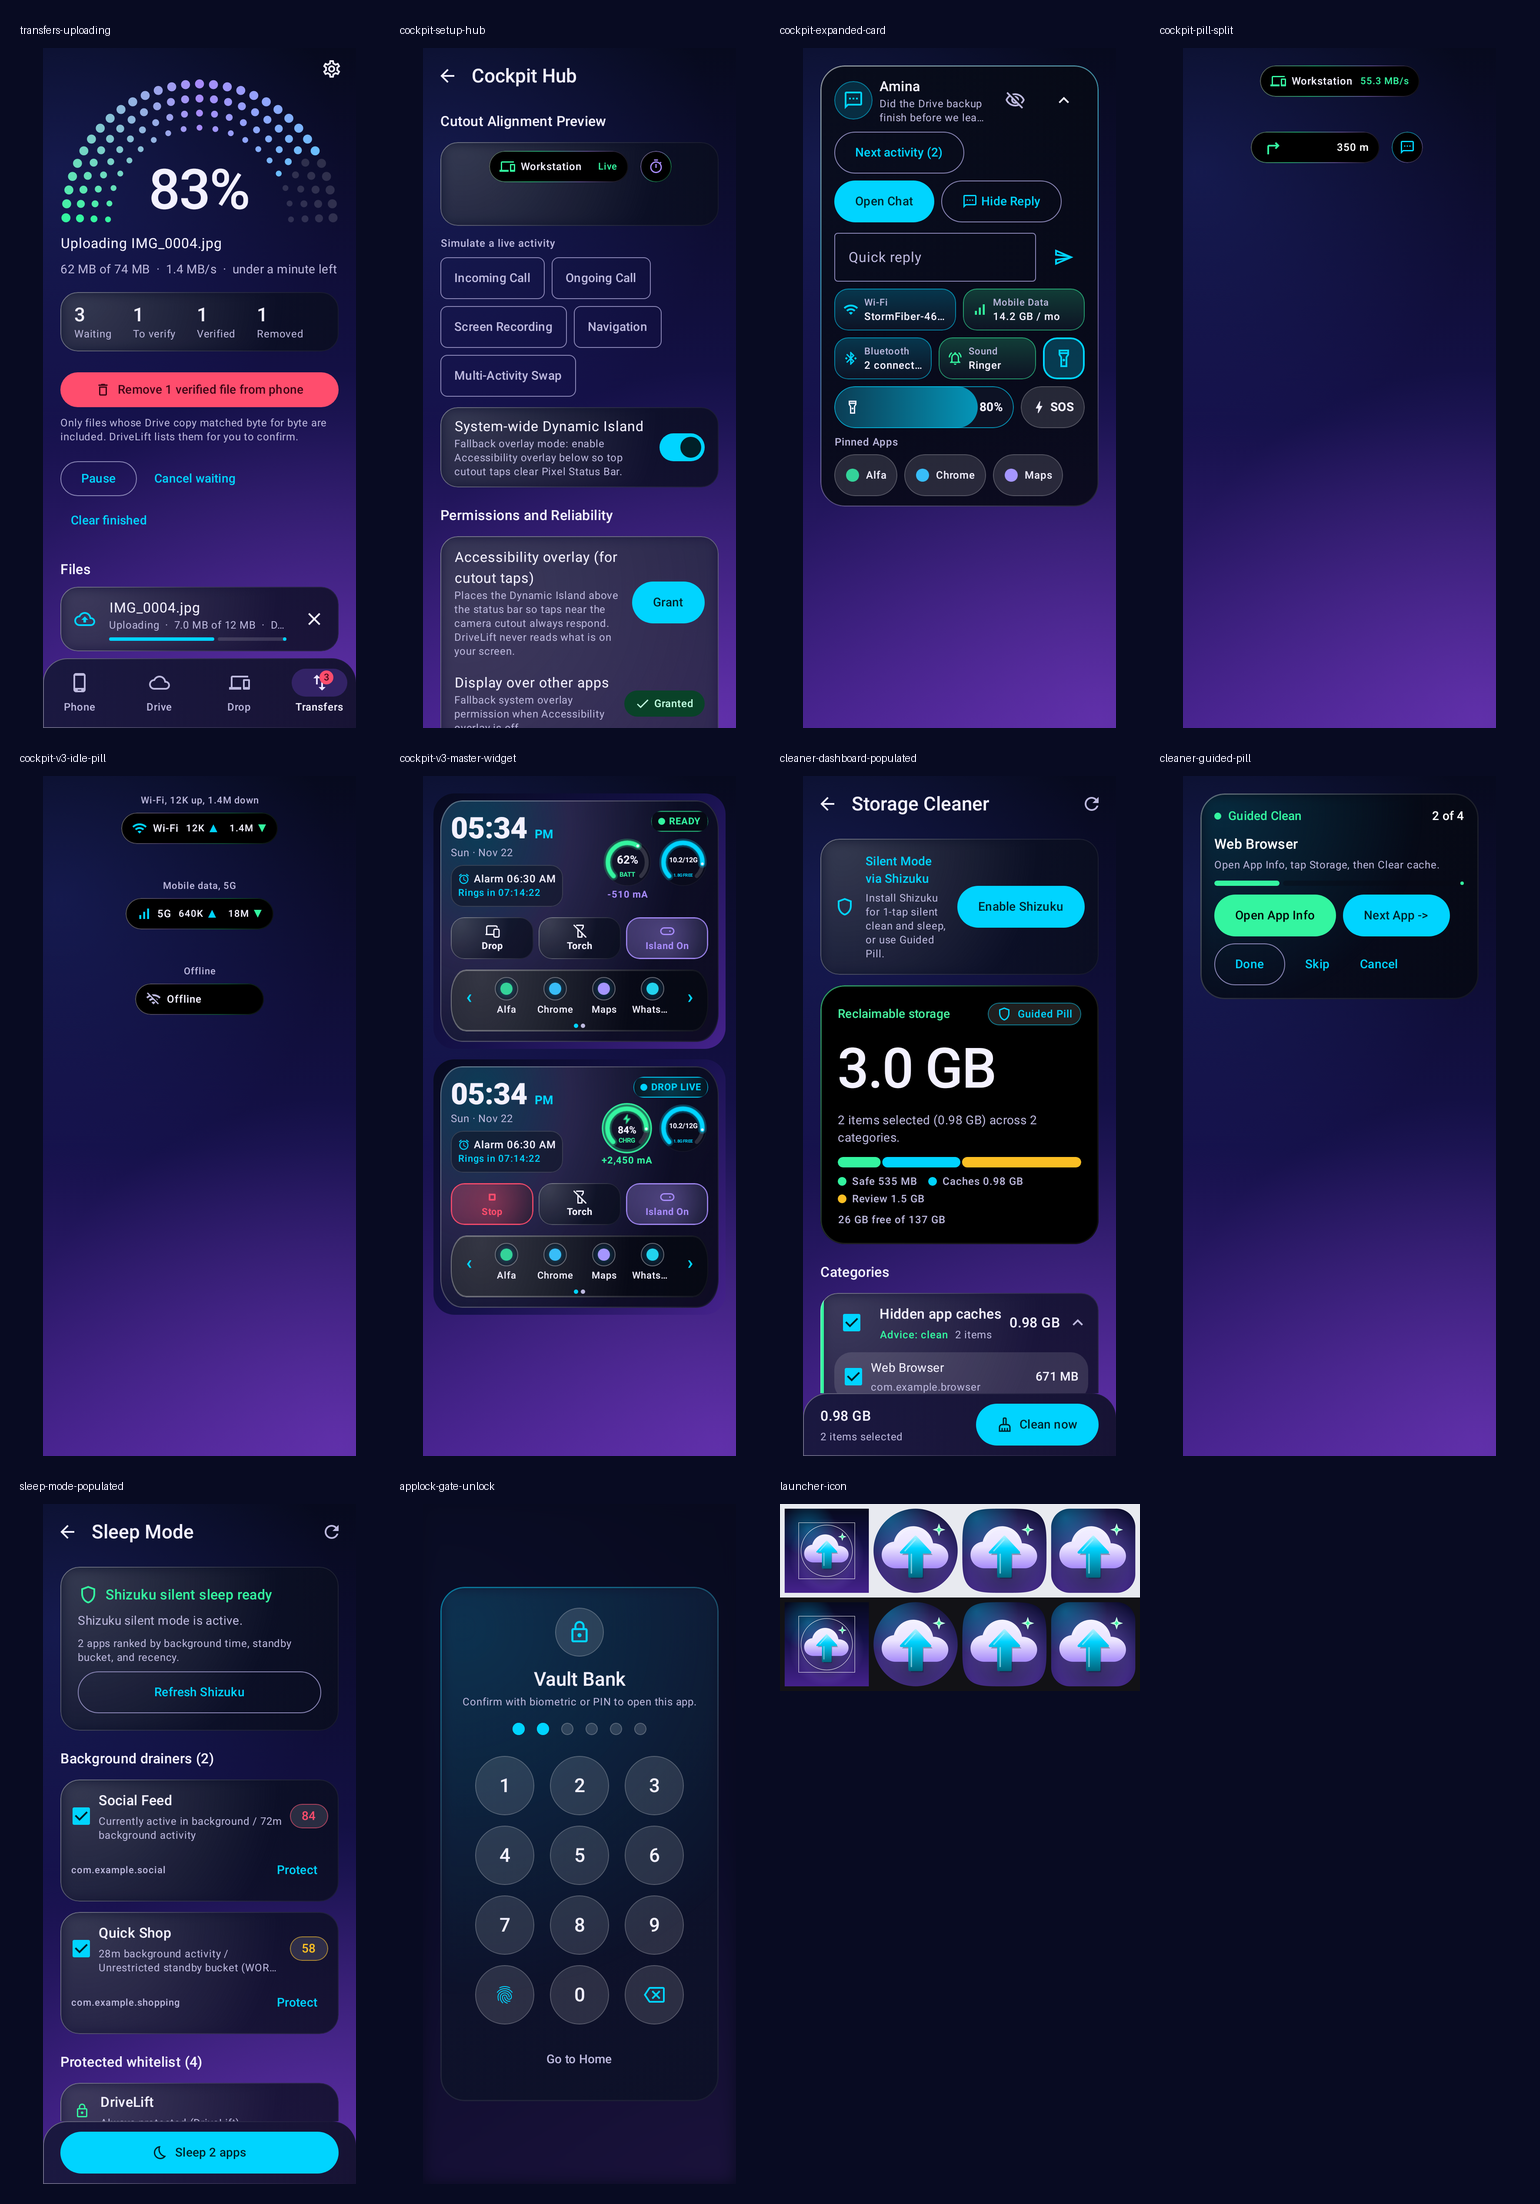 transfers-uploading
83%
Uploading IMG_0004.jpg
62 MB of 74 MB · 1.4 MB/s · under a minute left
3 1 1 1
Waiting To verify Verified Removed
Remove 1 verified file from phone
Only files whose Drive copy matched byte for byte are
included. DriveLift lists them for you to confirm.
Pause Cancel waiting
Clear finished
Files
IMG_0004.jpg
Uploading · 7.0 MB of 12 MB · D...
3
Phone Drive Drop Transfers
cockpit-setup-hub
Cockpit Hub
Cutout Alignment Preview
Workstation Live
Simulate a live activity
Incoming Call Ongoing Call
Screen Recording Navigation
Multi-Activity Swap
System-wide Dynamic Island
Fallback overlay mode: enable
Accessibility overlay below so top
cutout taps clear Pixel Status Bar.
Permissions and Reliability
Accessibility overlay (for
cutout taps)
Places the Dynamic Island above
the status bar so taps near the
camera cutout always respond.
DriveLift never reads what is on
your screen.
Grant
Display over other apps
Fallback system overlay
permission when Accessibility
overlay is off.
Granted
cockpit-expanded-card
Amina
Did the Drive backup
finish before we lea...
Next activity (2)
Open Chat Hide Reply
Quick reply
Wi-Fi
StormFiber-46...
Mobile Data
14.2 GB / mo
Bluetooth
2 connect...
Sound
Ringer
80% SOS
Pinned Apps
Alfa Chrome Maps
cockpit-pill-split
Workstation 55.3 MB/s
350 m
cockpit-v3-idle-pill
Wi-Fi, 12K up, 1.4M down
Wi-Fi 12K 1.4M
Mobile data, 5G
5G 640K 18M
Offline
Offline
cockpit-v3-master-widget
05:34 PM
READY
Sun · Nov 22
62%
BATT
10.2/12G
Alarm 06:30 AM
Rings in 07:14:22
-510 mA
Drop Torch Island On
Alfa Chrome Maps Whats...
05:34 PM
DROP LIVE
Sun · Nov 22
84%
CHRG
10.2/12G
Alarm 06:30 AM
Rings in 07:14:22
+2,450 mA
Stop Torch Island On
Alfa Chrome Maps Whats...
cleaner-dashboard-populated
Storage Cleaner
Silent Mode
via Shizuku
Install Shizuku
for 1-tap silent
clean and sleep,
or use Guided
Pill.
Enable Shizuku
Reclaimable storage Guided Pill
3.0 GB
2 items selected (0.98 GB) across 2
categories.
Safe 535 MB Caches 0.98 GB
Review 1.5 GB
26 GB free of 137 GB
Categories
Hidden app caches 0.98 GB
Advice: clean 2 items
Web Browser
com.example.browser
671 MB
0.98 GB
2 items selected
Clean now
cleaner-guided-pill
Guided Clean 2 of 4
Web Browser
Open App Info, tap Storage, then Clear cache.
Open App Info Next App ->
Done Skip Cancel
sleep-mode-populated
Sleep Mode
Shizuku silent sleep ready
Shizuku silent mode is active.
2 apps ranked by background time, standby
bucket, and recency.
Refresh Shizuku
Background drainers (2)
Social Feed
Currently active in background / 72m
background activity
84
com.example.social Protect
Quick Shop
28m background activity /
Unrestricted standby bucket (WOR...
58
com.example.shopping Protect
Protected whitelist (4)
DriveLift
Sleep 2 apps
applock-gate-unlock
Vault Bank
Confirm with biometric or PIN to open this app.
1 2 3
4 5 6
7 8 9
0
Go to Home
launcher-icon